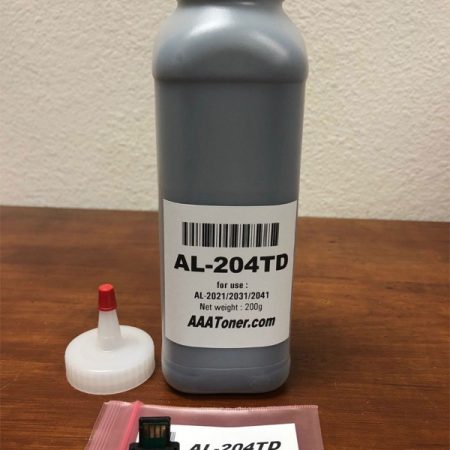 AL-204TD
for use :
AL-2021/2031/2041
Net weight : 200g
AAAToner.com
AL-204TD